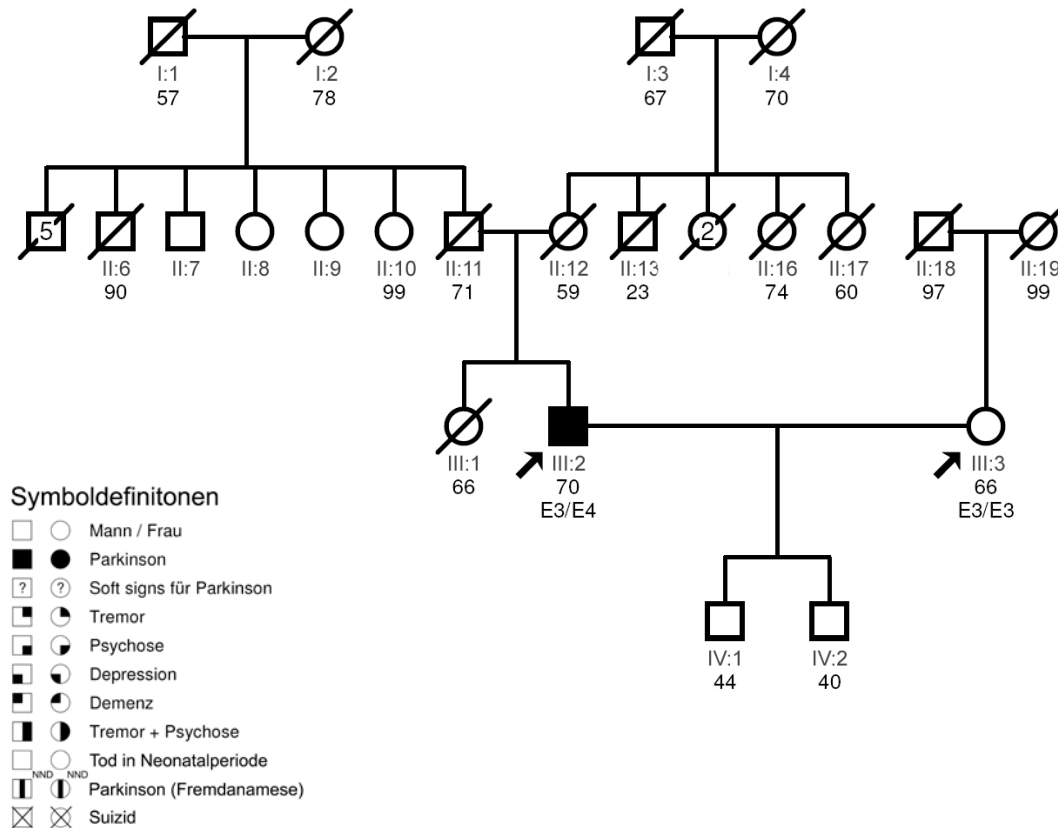 I:1 I:2 I:3 I:4
57 78 67 70
5 2
II:6 II:7 II:8 II:9 II:10 II:11 II:12 II:13 II:16 II:17 II:18 II:19
90 99 71 59 23 74 60 97 99
III:1 III:2 III:3
66 70 66
E3/E4 E3/E3
IV:1 IV:2
44 40
Symboldefinitonen
Mann / Frau
Parkinson
? ? Soft signs für Parkinson
Tremor
Psychose
Depression
Demenz
Tremor + Psychose
Tod in Neonatalperiode
NND NND
Parkinson (Fremdanamese)
Suizid